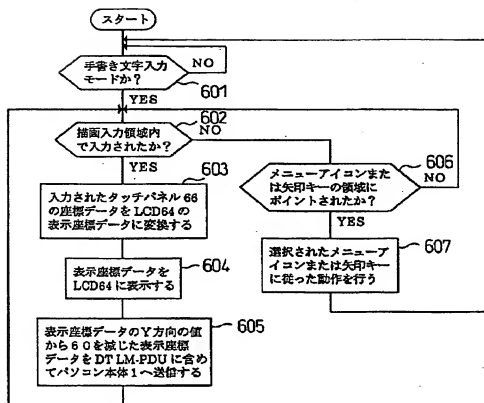 スタート
手書き文字入力
モードか?
NO
601
YES
602
描画入力領域内
で入力されたか?
NO
YES
603
入力されたタッチパネル66
の座標データをLCD64の
表示座標データに変換する
604
表示座標データを
LCD64に表示する
605
表示座標データのY方向の値
から60を減じた表示座標
データをDTLM-PDUに含め
てパソコン本体1へ送信する
606
メニューアイコンまた
は矢印キーの領域に
ポイントされたか?
NO
YES
607
選択されたメニューア
イコンまたは矢印キー
に従った動作を行う